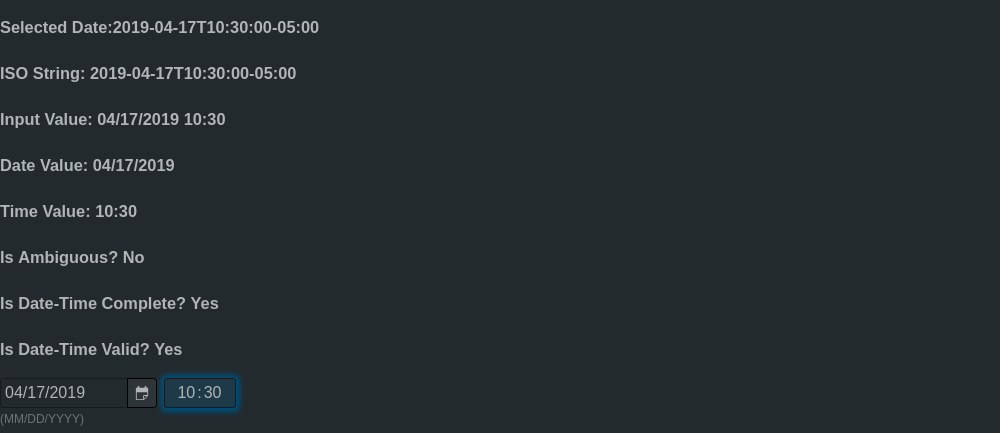 Selected Date:2019-04-17T10:30:00-05:00
ISO String: 2019-04-17T10:30:00-05:00
Input Value: 04/17/2019 10:30
Date Value: 04/17/2019
Time Value: 10:30
Is Ambiguous? No
Is Date-Time Complete? Yes
Is Date-Time Valid? Yes
04/17/2019 10:30
(MM/DD/YYYY)